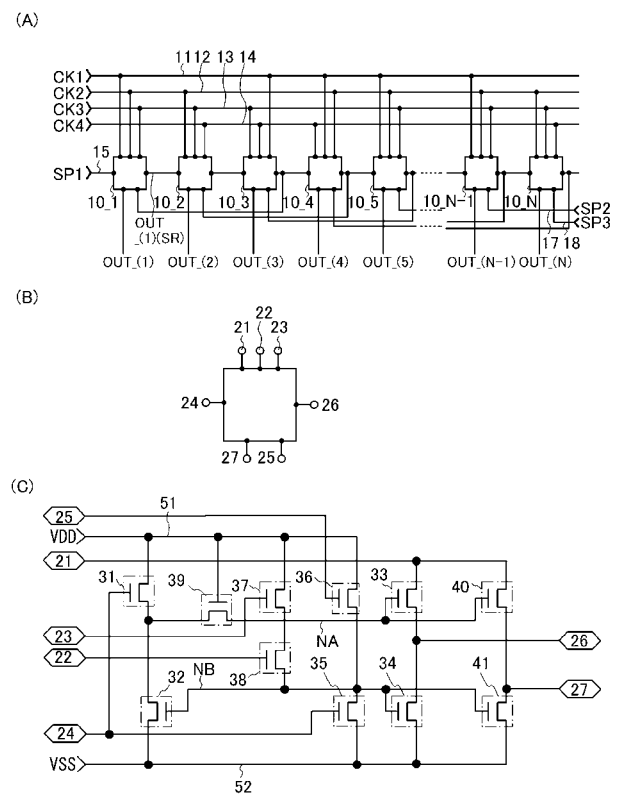 (A)
1112 13 14
CK1
CK2
CK3
CK4
15
SP1
10_1 10_2 10_3 10_4 10_5 10_N-1 10_N
SP2
SP3
OUT
_(1)(SR)
17 18
OUT_(1) OUT_(2) OUT_(3) OUT_(4) OUT_(5) OUT_(N-1) OUT_(N)
(B)
22
21 23
24 26
27 25
(C)
51
25
VDD
21
31 39 37 36 33 40
23 NA 26
22
32 NB 38 35 34 41
27
24
VSS
52